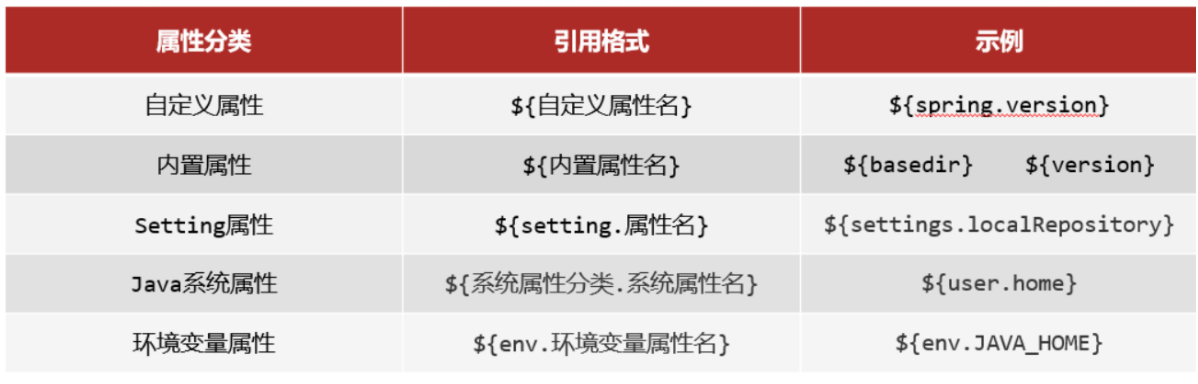 属性分类 引用格式 示例
自定义属性 ${自定义属性名} ${spring.version}
内置属性 ${内置属性名} ${basedir} ${version}
Setting属性 ${setting.属性名} ${settings.localRepository}
Java系统属性 ${系统属性分类.系统属性名} ${user.home}
环境变量属性 ${env.环境变量属性名} ${env.JAVA_HOME}